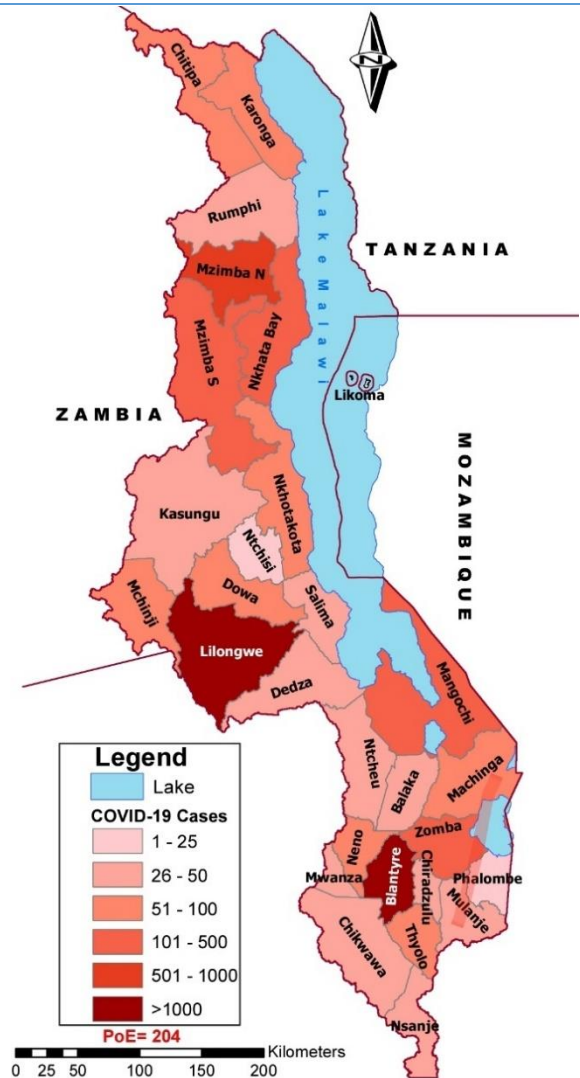 Chitipa
Karonga
Rumphi
Lake Malawi
TANZANIA
Mzimba N
Mzimba S
Nkhata Bay
Likoma
ZAMBIA
MOZAMBIQUE
Nkhotakota
Kasungu
Ntchisi
Mchinji
Dowa
Salima
Lilongwe
Dedza
Mangochi
Ntcheu
Balaka
Machinga
Zomba
Neno
Mwanza
Blantyre
Chiradzulu
Phalombe
Mulanje
Thyolo
Chikwawa
Nsanje
N
Legend
Lake
COVID-19 Cases
1 - 25
26 - 50
51 - 100
101 - 500
501 - 1000
>1000
PoE= 204
Kilometers
0 25 50 100 150 200